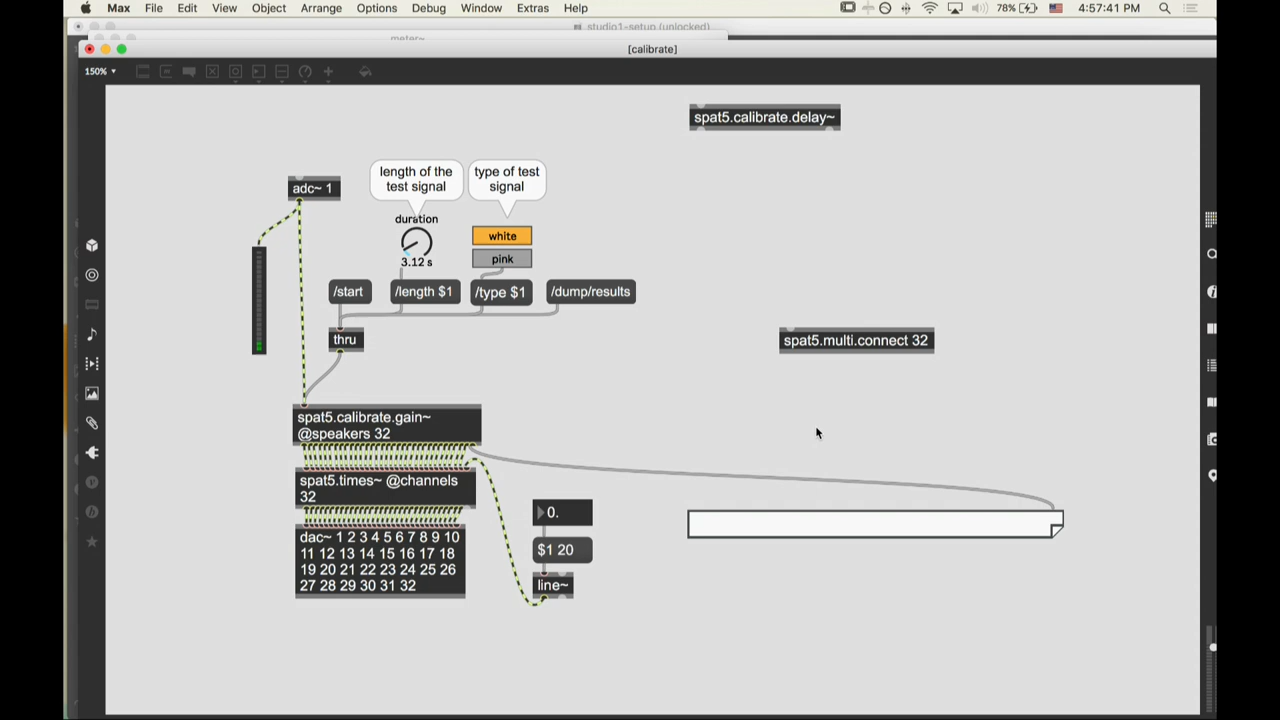 Max File Edit View Object Arrange Options Debug Window Extras Help 78% 4:57:41 PM
studio1-setup (unlocked)
meter~
[calibrate]
150%
spat5.calibrate.delay~
length of the
test signal
type of test
signal
adc~ 1
duration
3.12 s
white
pink
/start
/length $1
/type $1
/dump/results
thru
spat5.multi.connect 32
spat5.calibrate.gain~
@speakers 32
spat5.times~ @channels
32
0.
$1 20
line~
dac~ 1 2 3 4 5 6 7 8 9 10
11 12 13 14 15 16 17 18
19 20 21 22 23 24 25 26
27 28 29 30 31 32